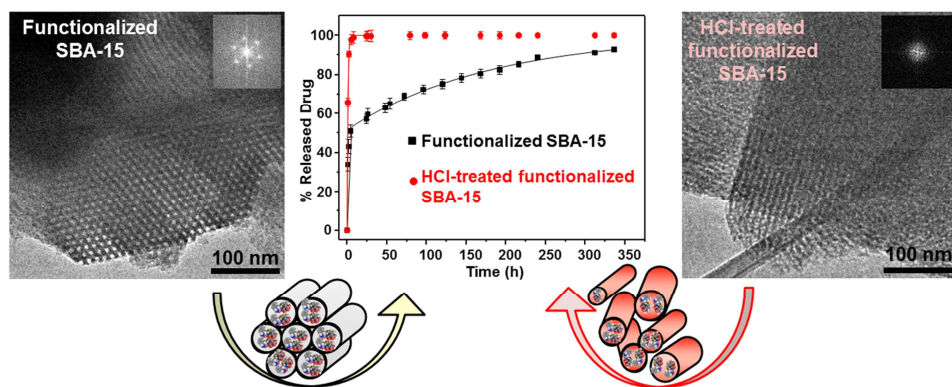 Functionalized
SBA-15
100 nm
% Released Drug
100
80
60
40
20
0
Functionalized SBA-15
HCl-treated functionalized
SBA-15
0 50 100 150 200 250 300 350
Time (h)
HCl-treated
functionalized
SBA-15
100 nm